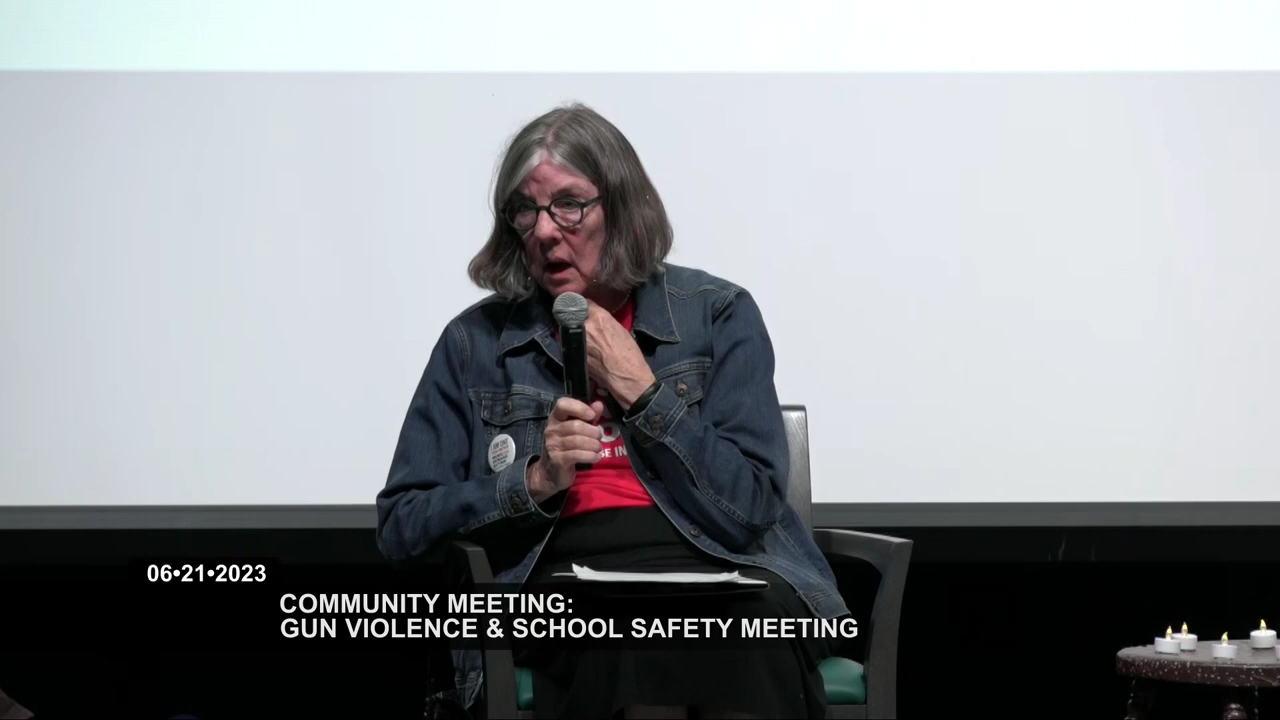 06•21•2023
COMMUNITY MEETING:
GUN VIOLENCE & SCHOOL SAFETY MEETING